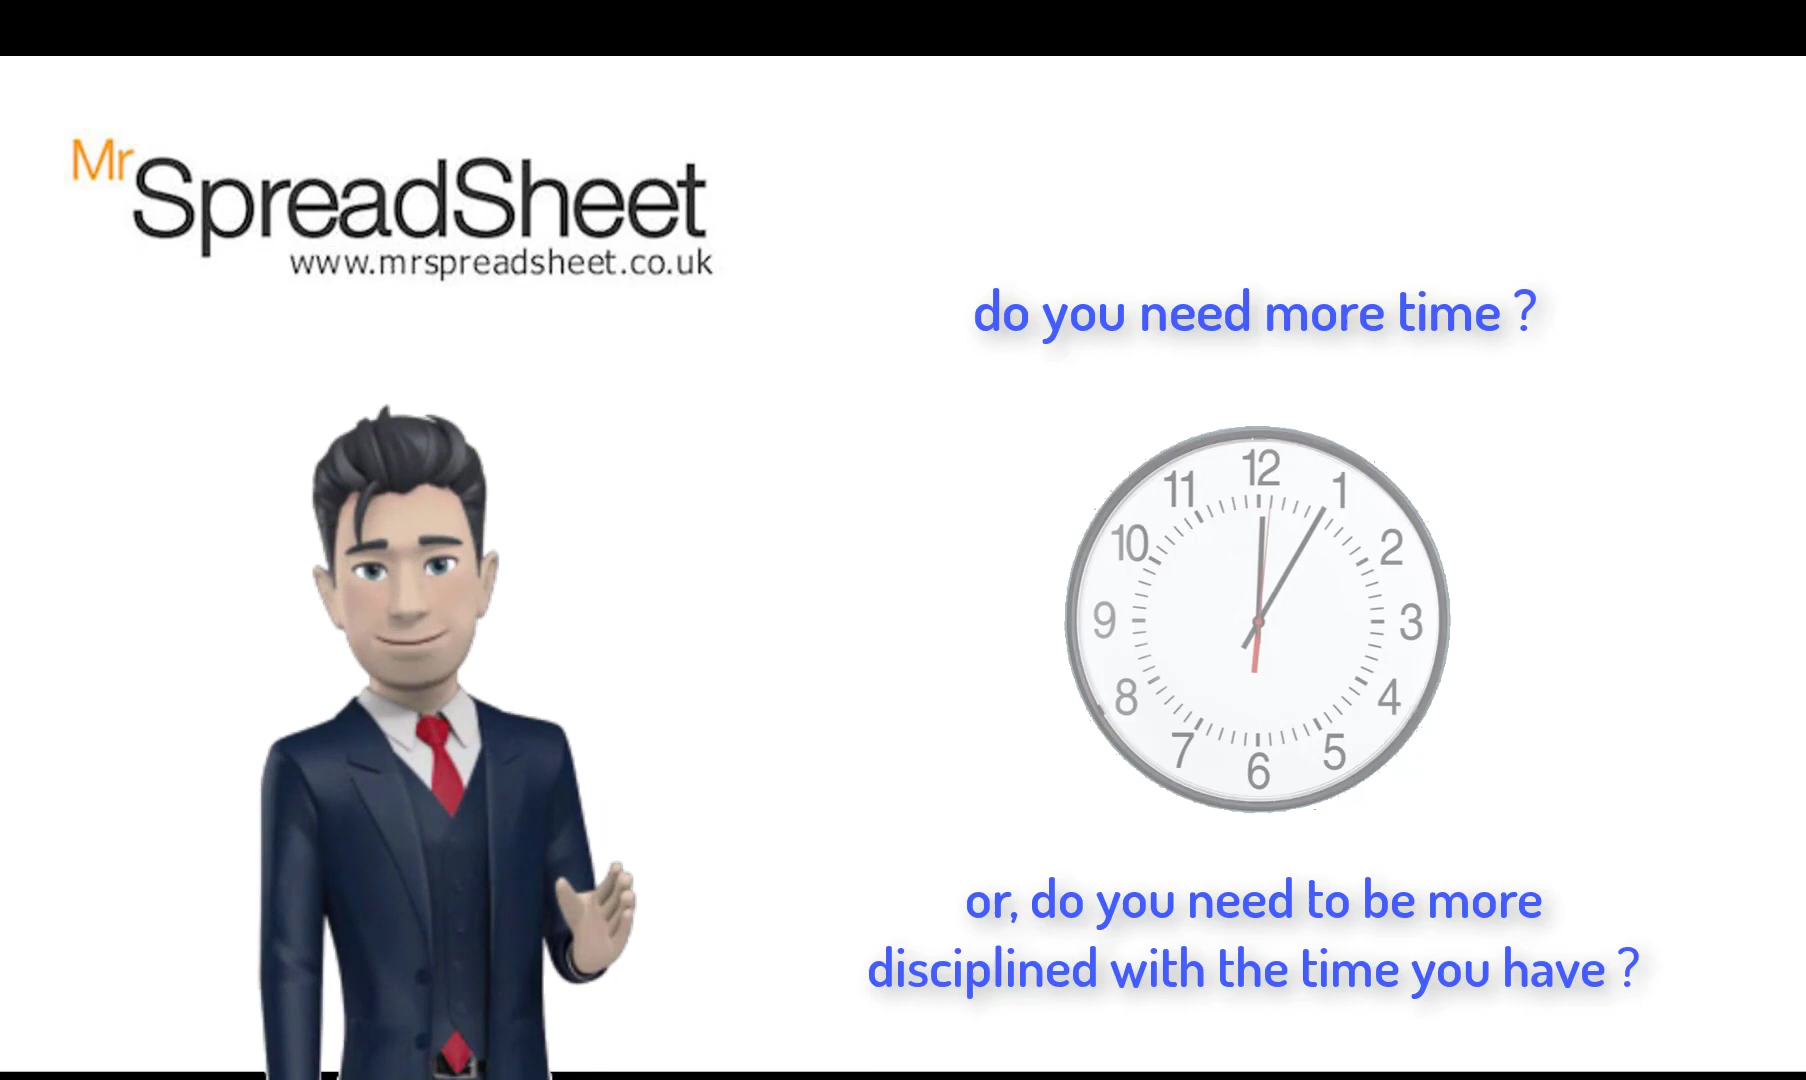 Mr SpreadSheet
www.mrspreadsheet.co.uk
do you need more time ?
12
11
1
10
2
9
3
8
4
7
5
6
or, do you need to be more
disciplined with the time you have ?